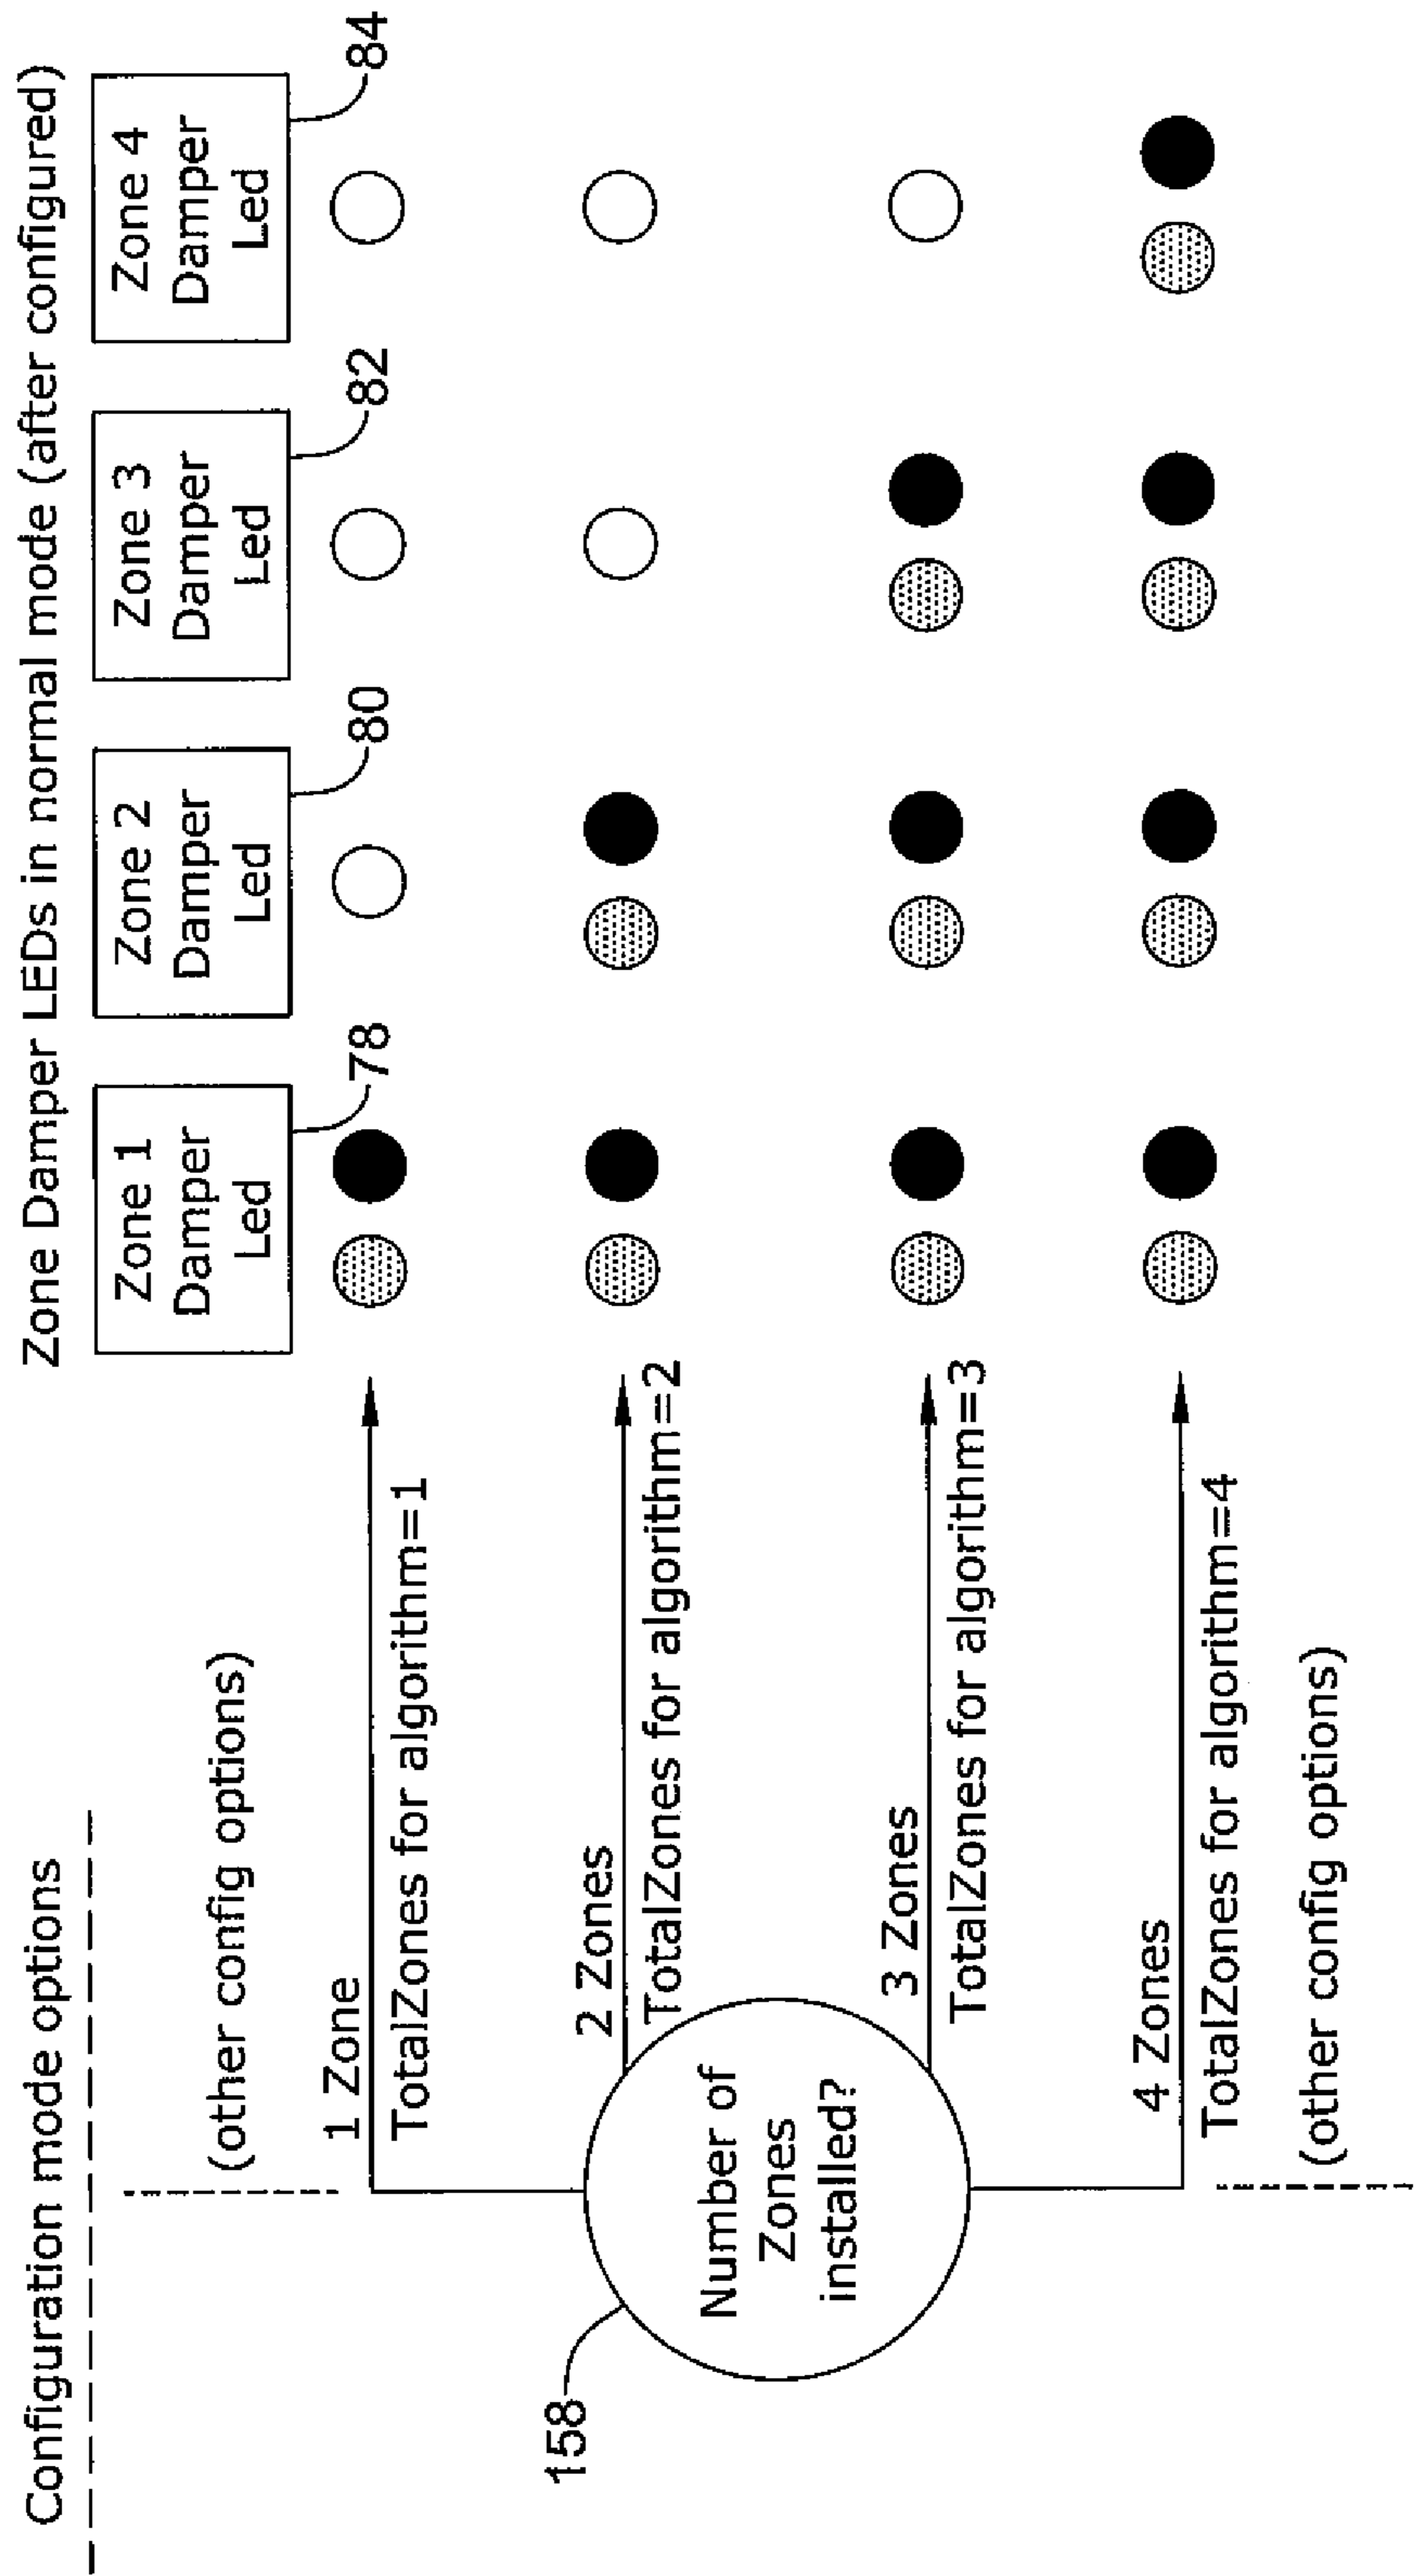 Configuration mode options
Zone Damper LEDs in normal mode (after configured)
Zone 1
Damper
Led
78
Zone 2
Damper
Led
80
Zone 3
Damper
Led
82
Zone 4
Damper
Led
84
(other config options)
1 Zone
TotalZones for algorithm=1
2 Zones
TotalZones for algorithm=2
158
Number of
Zones
installed?
3 Zones
TotalZones for algorithm=3
4 Zones
TotalZones for algorithm=4
(other config options)